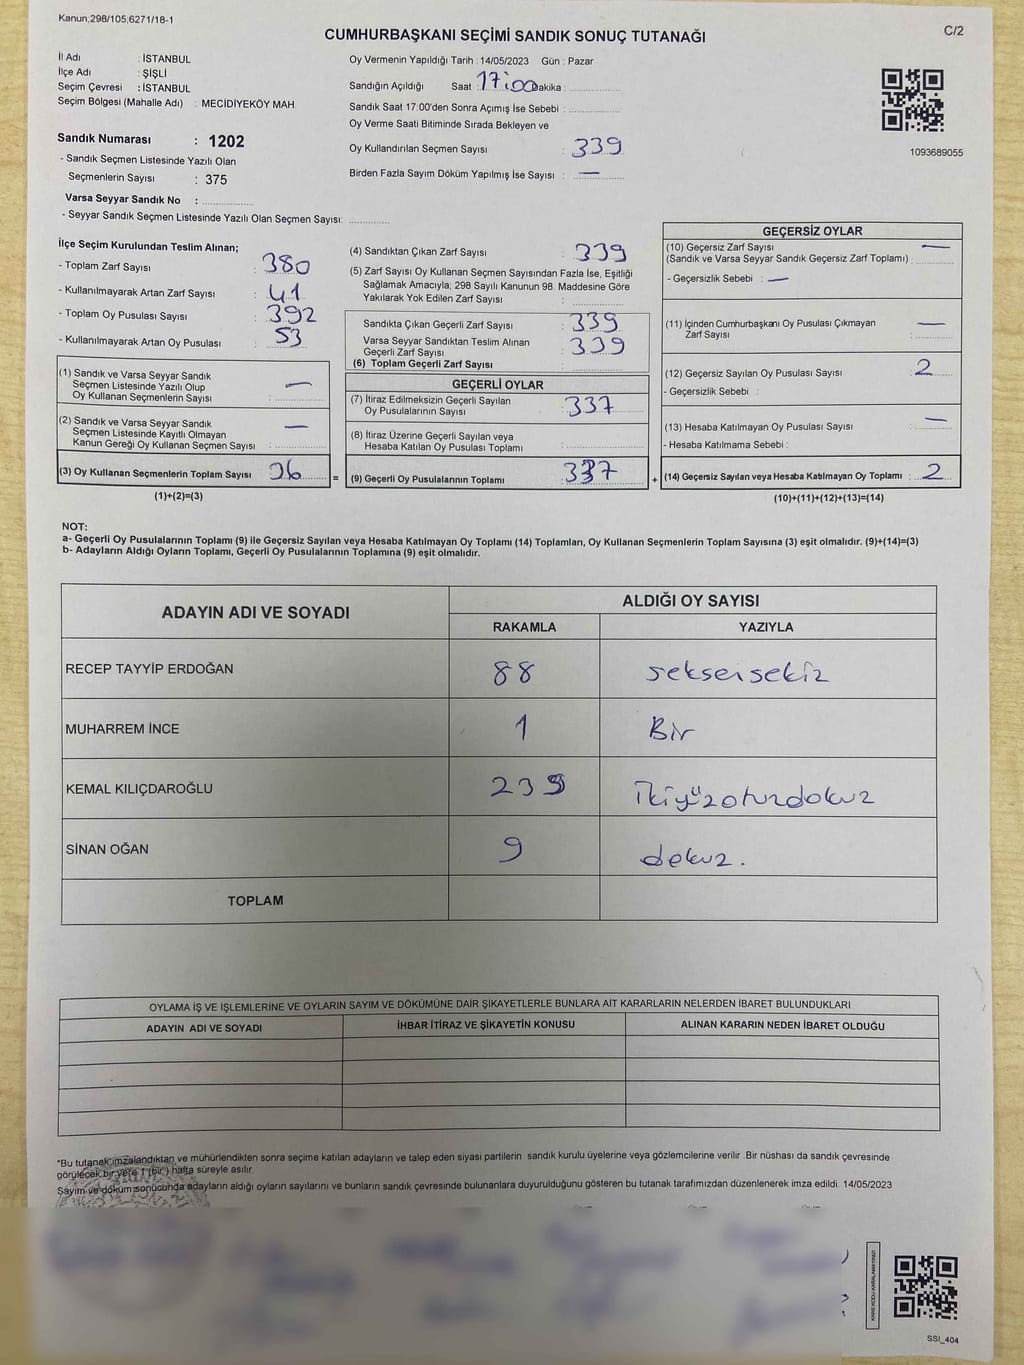 Kanun;298/105;6271/18-1
C/2
CUMHURBAŞKANI SEÇİMİ SANDIK SONUÇ TUTANAĞI
İl Adı : İSTANBUL
İlçe Adı : ŞİŞLİ
Seçim Çevresi : İSTANBUL
Seçim Bölgesi (Mahalle Adı) : MECİDİYEKÖY MAH.
Sandık Numarası : 1202
- Sandık Seçmen Listesinde Yazılı Olan
Seçmenlerin Sayısı : 375
Varsa Seyyar Sandık No :
- Seyyar Sandık Seçmen Listesinde Yazılı Olan Seçmen Sayısı:
Oy Vermenin Yapıldığı Tarih : 14/05/2023 Gün : Pazar
Sandığın Açıldığı Saat : 17:00 Dakika :
Sandık Saat 17:00'den Sonra Açımış İse Sebebi :
Oy Verme Saati Bitiminde Sırada Bekleyen ve
Oy Kullandırılan Seçmen Sayısı : 339
Birden Fazla Sayım Döküm Yapılmış İse Sayısı : —
1093689055
İlçe Seçim Kurulundan Teslim Alınan;
- Toplam Zarf Sayısı : 380
- Kullanılmayarak Artan Zarf Sayısı : 41
- Toplam Oy Pusulası Sayısı : 392
- Kullanılmayarak Artan Oy Pusulası : 53
(1) Sandık ve Varsa Seyyar Sandık
Seçmen Listesinde Yazılı Olup
Oy Kullanan Seçmenlerin Sayısı : —
(2) Sandık ve Varsa Seyyar Sandık
Seçmen Listesinde Kayıtlı Olmayan
Kanun Gereği Oy Kullanan Seçmen Sayısı : —
(3) Oy Kullanan Seçmenlerin Toplam Sayısı
(1)+(2)=(3)
(4) Sandıktan Çıkan Zarf Sayısı : 339
(5) Zarf Sayısı Oy Kullanan Seçmen Sayısından Fazla İse, Eşitliği
Sağlamak Amacıyla; 298 Sayılı Kanunun 98. Maddesine Göre
Yakılarak Yok Edilen Zarf Sayısı :
Sandıkta Çıkan Geçerli Zarf Sayısı : 339
Varsa Seyyar Sandıktan Teslim Alınan
Geçerli Zarf Sayısı : 339
(6) Toplam Geçerli Zarf Sayısı :
GEÇERLİ OYLAR
(7) İtiraz Edilmeksizin Geçerli Sayılan
Oy Pusulalarının Sayısı : 337
(8) İtiraz Üzerine Geçerli Sayılan veya
Hesaba Katılan Oy Pusulası Toplamı :
= (9) Geçerli Oy Pusulalarının Toplamı : 337
GEÇERSİZ OYLAR
(10) Geçersiz Zarf Sayısı —
(Sandık ve Varsa Seyyar Sandık Geçersiz Zarf Toplamı) :
- Geçersizlik Sebebi : —
(11) İçinden Cumhurbaşkanı Oy Pusulası Çıkmayan
Zarf Sayısı : —
(12) Geçersiz Sayılan Oy Pusulası Sayısı : 2
- Geçersizlik Sebebi :
(13) Hesaba Katılmayan Oy Pusulası Sayısı : —
- Hesaba Katılmama Sebebi :
+ (14) Geçersiz Sayılan veya Hesaba Katılmayan Oy Toplamı : 2
(10)+(11)+(12)+(13)=(14)
NOT:
a- Geçerli Oy Pusulalarının Toplamı (9) ile Geçersiz Sayılan veya Hesaba Katılmayan Oy Toplamı (14) Toplamları, Oy Kullanan Seçmenlerin Toplam Sayısına (3) eşit olmalıdır. (9)+(14)=(3)
b- Adayların Aldığı Oyların Toplamı, Geçerli Oy Pusulalarının Toplamına (9) eşit olmalıdır.
ADAYIN ADI VE SOYADI
ALDIĞI OY SAYISI
RAKAMLA YAZIYLA
RECEP TAYYİP ERDOĞAN 88 seksensekiz
MUHARREM İNCE 1 Bir
KEMAL KILIÇDAROĞLU 239 İkiyüzotuzdokuz
SİNAN OĞAN 9 dokuz.
TOPLAM
OYLAMA İŞ VE İŞLEMLERİNE VE OYLARIN SAYIM VE DÖKÜMÜNE DAİR ŞİKAYETLERLE BUNLARA AİT KARARLARIN NELERDEN İBARET BULUNDUKLARI
ADAYIN ADI VE SOYADI İHBAR İTİRAZ VE ŞİKAYETİN KONUSU ALINAN KARARIN NEDEN İBARET OLDUĞU
*Bu tutanak imzalandıktan ve mühürlendikten sonra seçime katılan adayların ve talep eden siyasi partilerin sandık kurulu üyelerine veya gözlemcilerine verilir. Bir nüshası da sandık çevresinde
görülecek bir yere 1 (bir) hafta süreyle asılır.
Sayım ve döküm sonucunda adayların aldığı oyların sayılarını ve bunların sandık çevresinde bulunanlara duyurulduğunu gösteren bu tutanak tarafımızdan düzenlenerek imza edildi. 14/05/2023
KARE KODU KARALAMAYINIZ!
SSI_404